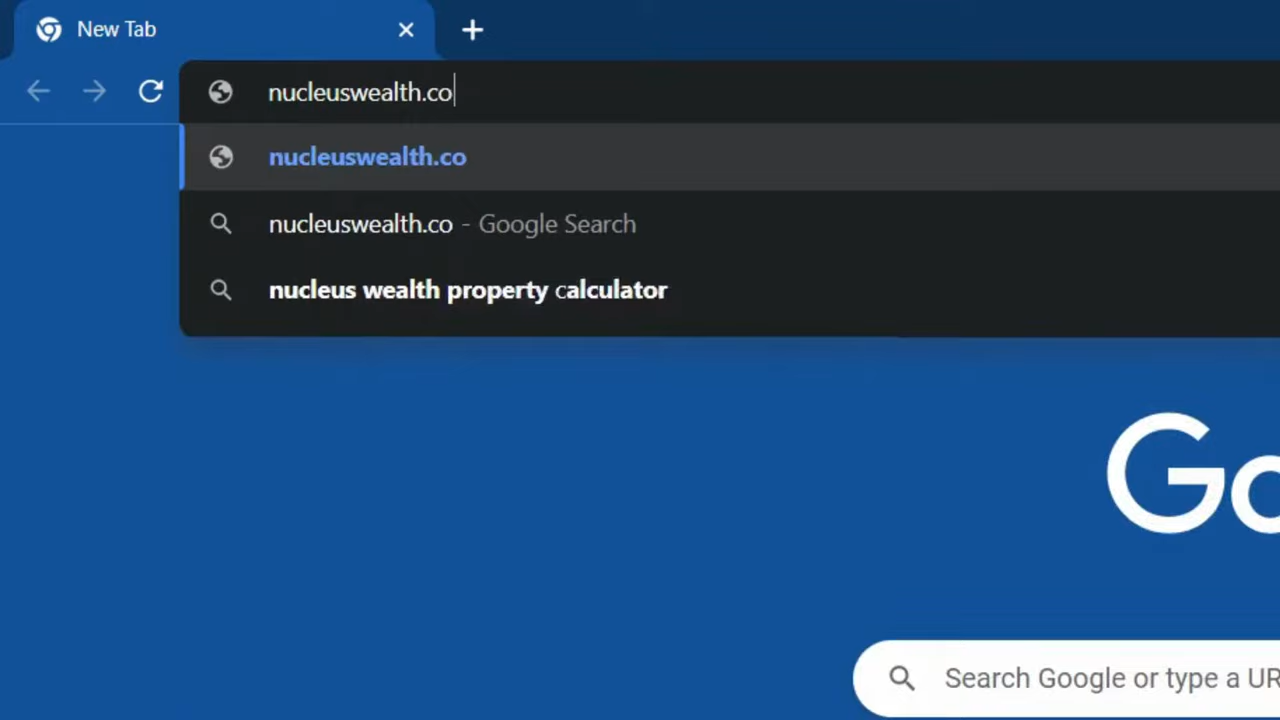 New Tab
nucleuswealth.co
nucleuswealth.co
nucleuswealth.co - Google Search
nucleus wealth property calculator
Go
Search Google or type a UR